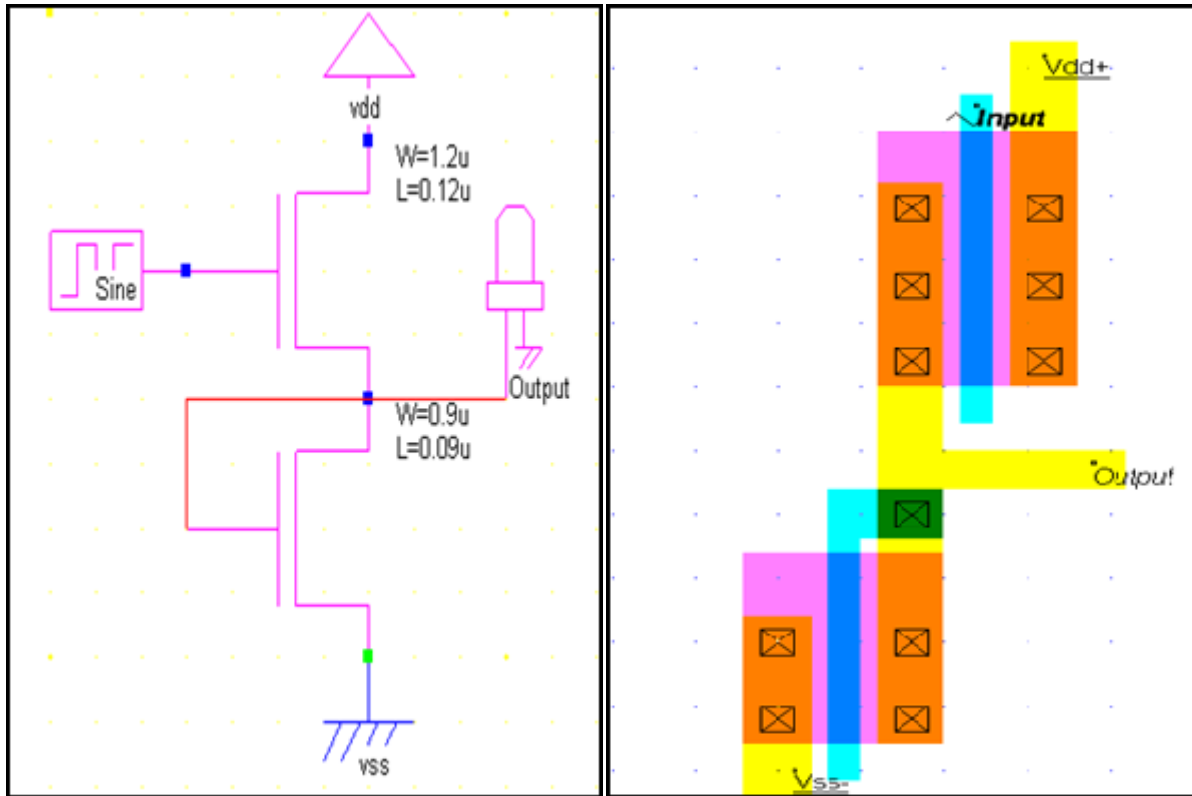 vdd
W=1.2u
L=0.12u
Sine
Output
W=0.9u
L=0.09u
vss
Vdd+
Input
Output
Vss-